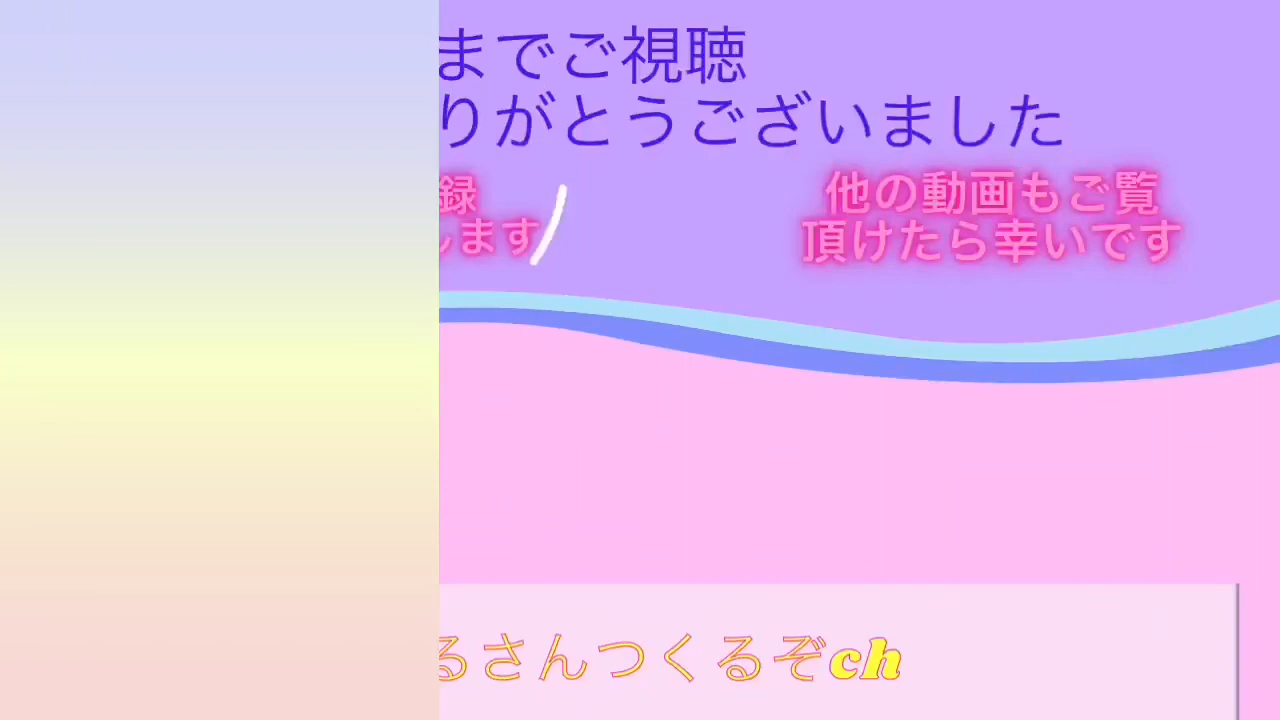 までご視聴
りがとうございました
録
します
他の動画もご覧
頂けたら幸いです
るさんつくるぞch